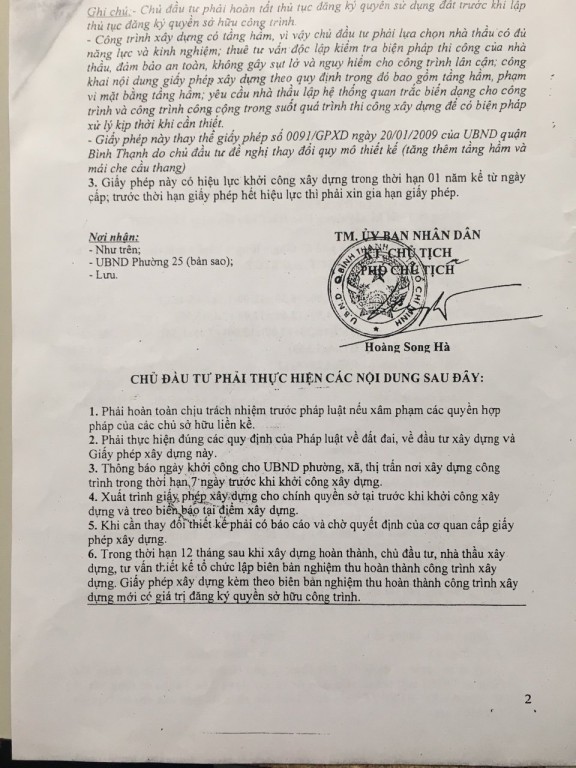 Ghi chú:- Chủ đầu tư phải hoàn tất thủ tục đăng ký quyền sử dụng đất trước khi lập
thủ tục đăng ký quyền sở hữu công trình.
- Công trình xây dựng có tầng hầm, vì vậy chủ đầu tư phải lựa chọn nhà thầu có đủ
năng lực và kinh nghiệm; thuê tư vấn độc lập kiểm tra biện pháp thi công của nhà
thầu, đảm bảo an toàn, không gây sụt lở và nguy hiểm cho công trình lân cận; công
khai nội dung giấy phép xây dựng theo quy định trong đó bao gồm tầng hầm, phạm
vi mặt bằng tầng hầm; yêu cầu nhà thầu lập hệ thống quan trắc biến dạng cho công
trình và công trình công cộng trong suốt quá trình thi công xây dựng để có biện pháp
xử lý kịp thời khi cần thiết.
- Giấy phép này thay thế giấy phép số 0091/GPXD ngày 20/01/2009 của UBND quận
Bình Thạnh do chủ đầu tư đề nghị thay đổi quy mô thiết kế (tăng thêm tầng hầm và
mái che cầu thang)
3. Giấy phép này có hiệu lực khởi công xây dựng trong thời hạn 01 năm kể từ ngày
cấp; trước thời hạn giấy phép hết hiệu lực thì phải xin gia hạn giấy phép.
Nơi nhận:
- Như trên;
- UBND Phường 25 (bản sao);
- Lưu.
TM. ỦY BAN NHÂN DÂN
KT. CHỦ TỊCH
PHÓ CHỦ TỊCH
U.B.N.D Q.BÌNH THẠNH T.P HỒ CHÍ MINH
Hoàng Song Hà
CHỦ ĐẦU TƯ PHẢI THỰC HIỆN CÁC NỘI DUNG SAU ĐÂY:
1. Phải hoàn toàn chịu trách nhiệm trước pháp luật nếu xâm phạm các quyền hợp
pháp của các chủ sở hữu liền kề.
2. Phải thực hiện đúng các quy định của Pháp luật về đất đai, về đầu tư xây dựng và
Giấy phép xây dựng này.
3. Thông báo ngày khởi công cho UBND phường, xã, thị trấn nơi xây dựng công
trình trong thời hạn 7 ngày trước khi khởi công xây dựng.
4. Xuất trình giấy phép xây dựng cho chính quyền sở tại trước khi khởi công xây
dựng và treo biển báo tại điểm xây dựng.
5. Khi cần thay đổi thiết kế phải có báo cáo và chờ quyết định của cơ quan cấp giấy
phép xây dựng.
6. Trong thời hạn 12 tháng sau khi xây dựng hoàn thành, chủ đầu tư, nhà thầu xây
dựng, tư vấn thiết kế tổ chức lập biên bản nghiệm thu hoàn thành công trình xây
dựng. Giấy phép xây dựng kèm theo biên bản nghiệm thu hoàn thành công trình xây
dựng mới có giá trị đăng ký quyền sở hữu công trình.
2